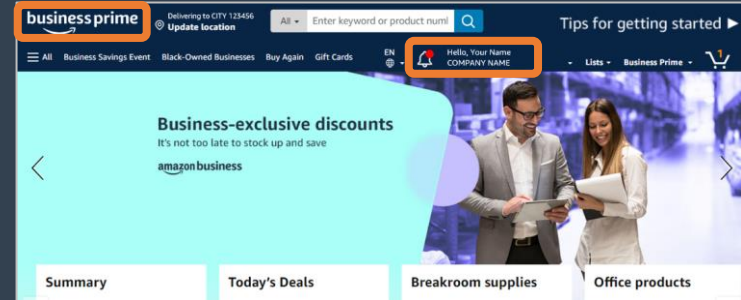 business prime
Delivering to CITY 123456
Update location
All
Enter keyword or product numl
Tips for getting started
All
Business Savings Event
Black-Owned Businesses
Buy Again
Gift Cards
EN
Hello, Your Name
COMPANY NAME
Lists
Business Prime
1
Business-exclusive discounts
It's not too late to stock up and save
amazon business
Summary
Today's Deals
Breakroom supplies
Office products